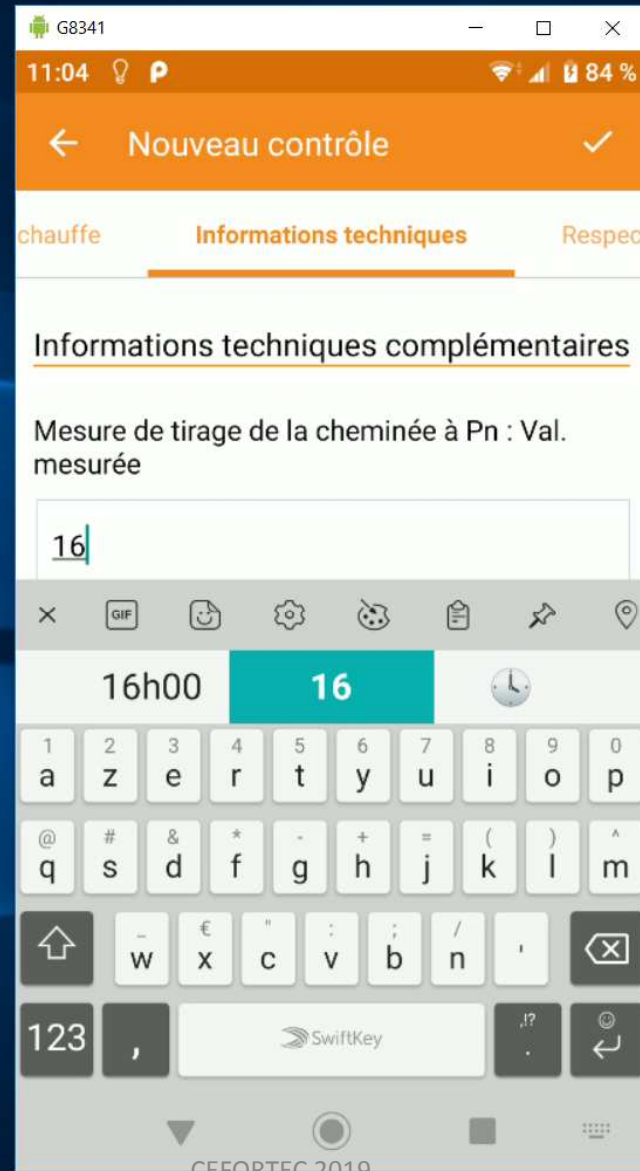 G8341
11:04 84 %
Nouveau contrôle
chauffe Informations techniques Respec
Informations techniques complémentaires
Mesure de tirage de la cheminée à Pn : Val.
mesurée
16
GIF
16h00 16
1 2 3 4 5 6 7 8 9 0
a z e r t y u i o p
@ # & * - + = ( ) ^
q s d f g h j k l m
_ € " : ; /
w x c v b n '
123 , SwiftKey ,!? .
CEFORTEC 2019